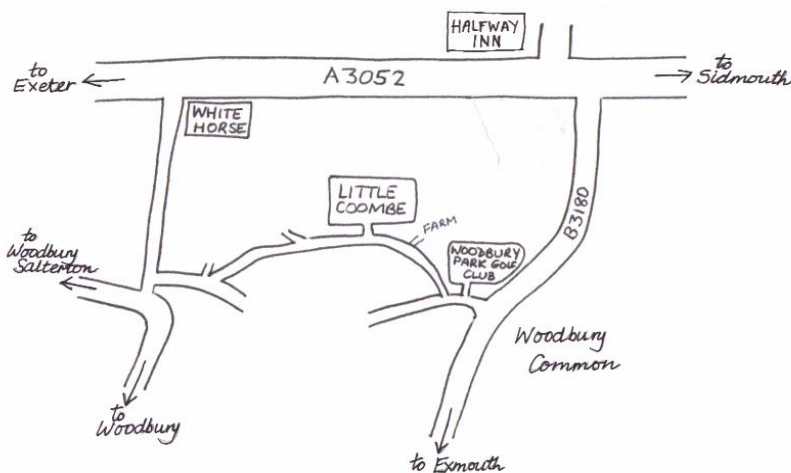 HALFWAY
INN
to
Exeter
A3052
to
Sidmouth
WHITE
HORSE
LITTLE
COOMBE
FARM
B3180
WOODBURY
PARK GOLF
CLUB
to
Woodbury
Salterton
Woodbury
Common
to
Woodbury
to Exmouth